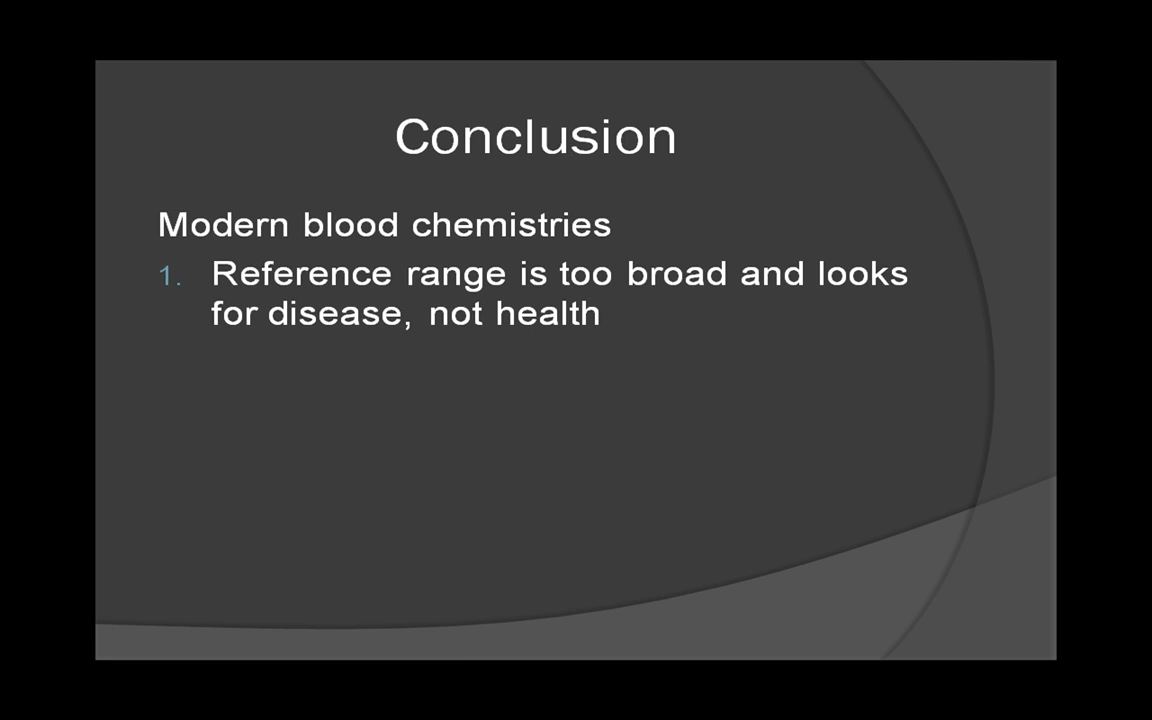 Conclusion
Modern blood chemistries
1. Reference range is too broad and looks
for disease, not health